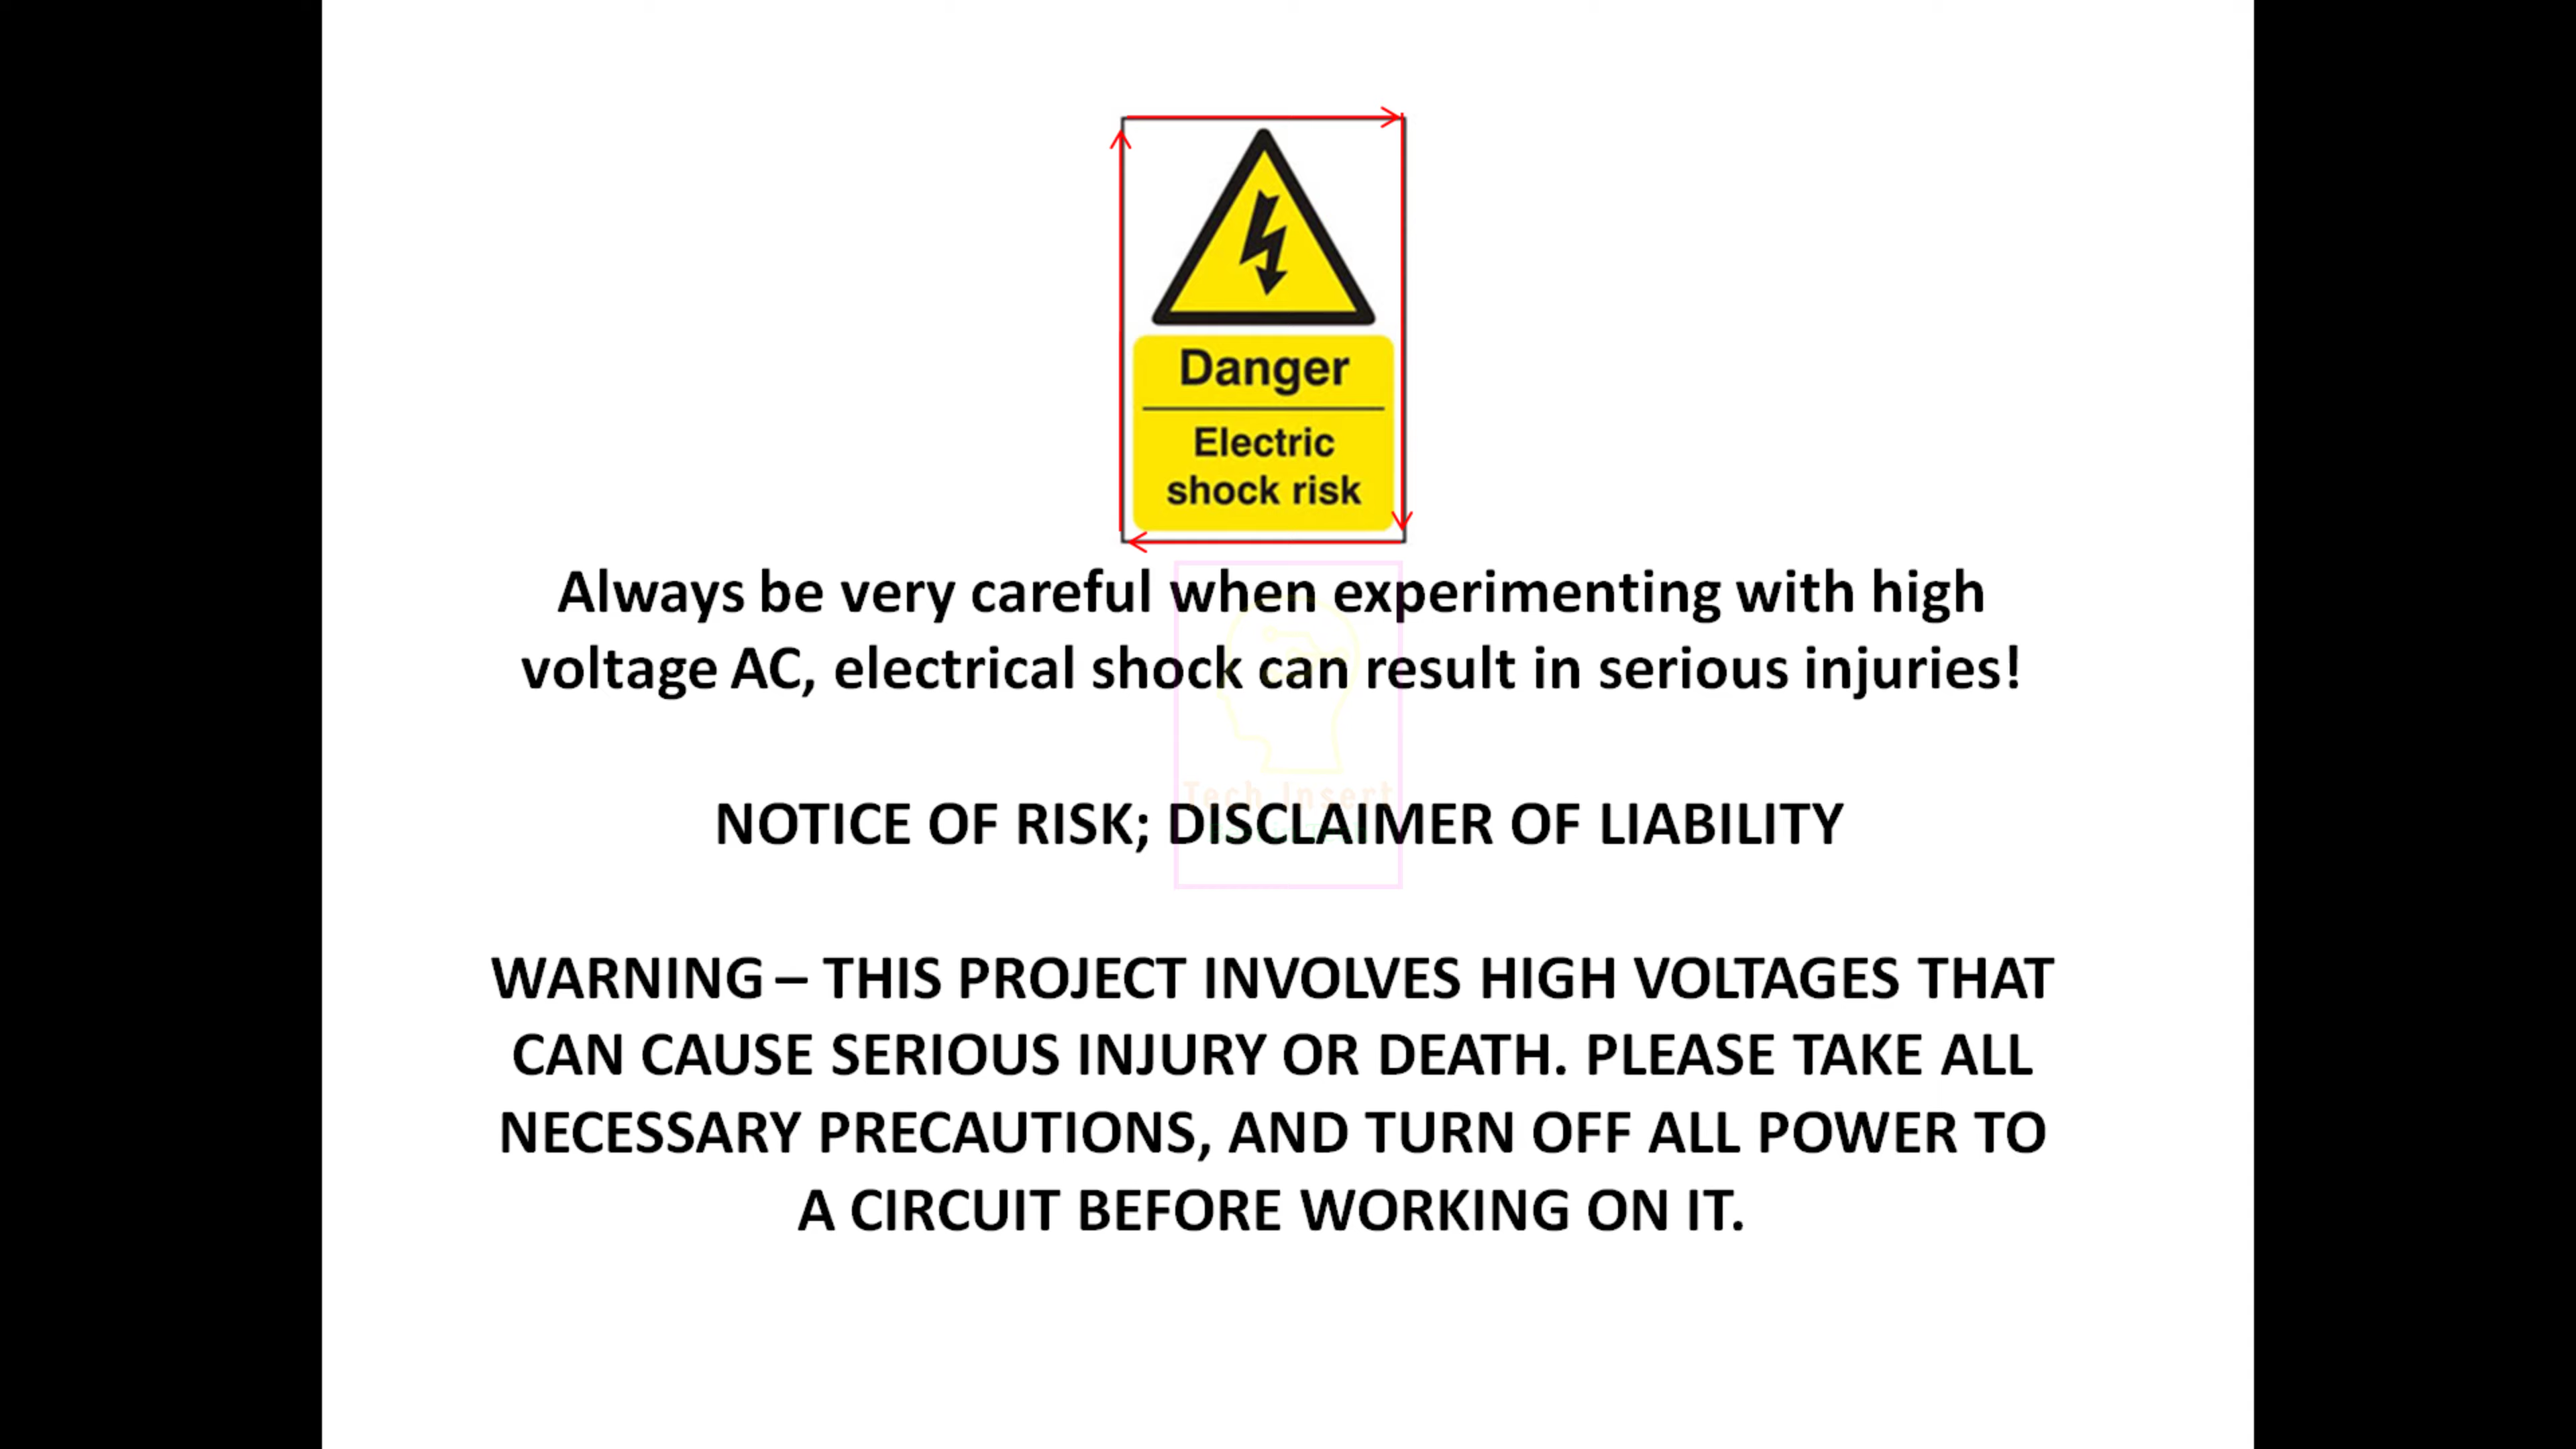 Danger
Electric
shock risk
Always be very careful when experimenting with high
voltage AC, electrical shock can result in serious injuries!
Tech Insert
NOTICE OF RISK; DISCLAIMER OF LIABILITY
WARNING – THIS PROJECT INVOLVES HIGH VOLTAGES THAT
CAN CAUSE SERIOUS INJURY OR DEATH. PLEASE TAKE ALL
NECESSARY PRECAUTIONS, AND TURN OFF ALL POWER TO
A CIRCUIT BEFORE WORKING ON IT.